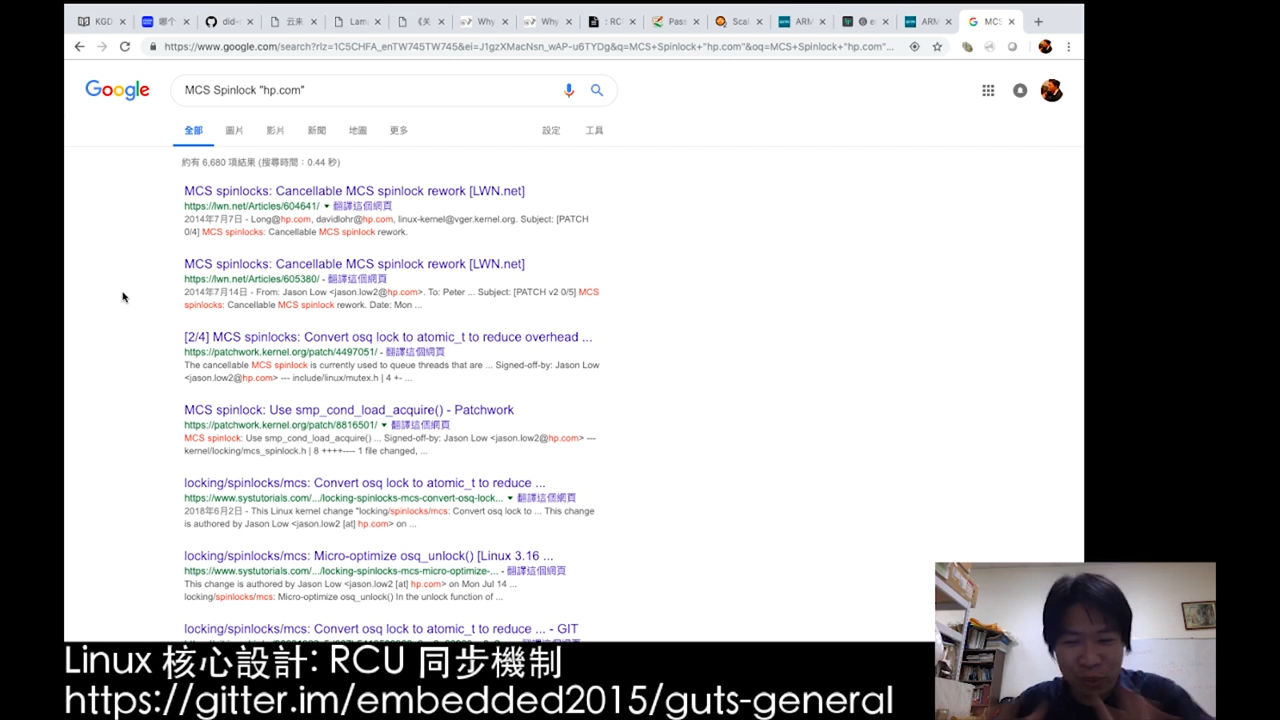 KGD
哪个
did-
云来
Lam
《关
Why
Why
: RC
Pass
Scal
ARM
ARM
MCS
https://www.google.com/search?rlz=1C5CHFA_enTW745TW745&ei=J1gzXMacNsn_wAP-u6TYDg&q=MCS+Spinlock+"hp.com"&oq=MCS+Spinlock+"hp.com"...
Google
MCS Spinlock "hp.com"
全部 圖片 影片 新聞 地圖 更多 設定 工具
約有 6,680 項結果 (搜尋時間：0.44 秒)
MCS spinlocks: Cancellable MCS spinlock rework [LWN.net]
https://lwn.net/Articles/604641/ ▼ 翻譯這個網頁
2014年7月7日 - Long@hp.com, davidlohr@hp.com, linux-kernel@vger.kernel.org. Subject: [PATCH
0/4] MCS spinlocks: Cancellable MCS spinlock rework.
MCS spinlocks: Cancellable MCS spinlock rework [LWN.net]
https://lwn.net/Articles/605380/ - 翻譯這個網頁
2014年7月14日 - From: Jason Low <jason.low2@hp.com>. To: Peter ... Subject: [PATCH v2 0/5] MCS
spinlocks: Cancellable MCS spinlock rework. Date: Mon ...
[2/4] MCS spinlocks: Convert osq lock to atomic_t to reduce overhead ...
https://patchwork.kernel.org/patch/4497051/ - 翻譯這個網頁
The cancellable MCS spinlock is currently used to queue threads that are ... Signed-off-by: Jason Low
<jason.low2@hp.com> --- include/linux/mutex.h | 4 +- ...
MCS spinlock: Use smp_cond_load_acquire() - Patchwork
https://patchwork.kernel.org/patch/8816501/ ▼ 翻譯這個網頁
MCS spinlock: Use smp_cond_load_acquire() ... Signed-off-by: Jason Low <jason.low2@hp.com> ---
kernel/locking/mcs_spinlock.h | 8 ++++---- 1 file changed, ...
locking/spinlocks/mcs: Convert osq lock to atomic_t to reduce ...
https://www.systutorials.com/.../locking-spinlocks-mcs-convert-osq-lock... ▼ 翻譯這個網頁
2018年6月2日 - This Linux kernel change "locking/spinlocks/mcs: Convert osq lock to ... This change
is authored by Jason Low <jason.low2 [at] hp.com> on ...
locking/spinlocks/mcs: Micro-optimize osq_unlock() [Linux 3.16 ...
https://www.systutorials.com/.../locking-spinlocks-mcs-micro-optimize-... - 翻譯這個網頁
This change is authored by Jason Low <jason.low2 [at] hp.com> on Mon Jul 14 ...
locking/spinlocks/mcs: Micro-optimize osq_unlock() In the unlock function of ...
locking/spinlocks/mcs: Convert osq lock to atomic_t to reduce ... - GIT
Linux 核心設計: RCU 同步機制
https://gitter.im/embedded2015/guts-general